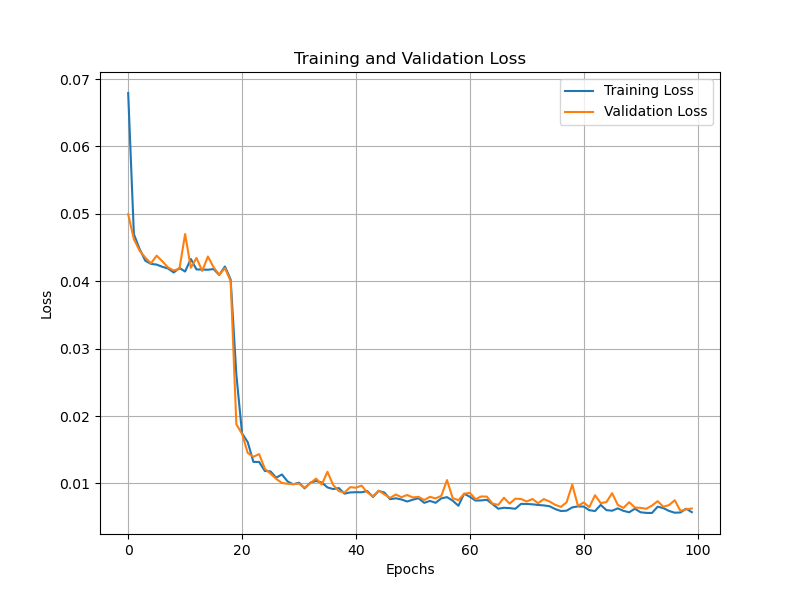 Training and Validation Loss
0.07
0.06
0.05
0.04
0.03
0.02
0.01
Loss
Training Loss
Validation Loss
0 20 40 60 80 100
Epochs